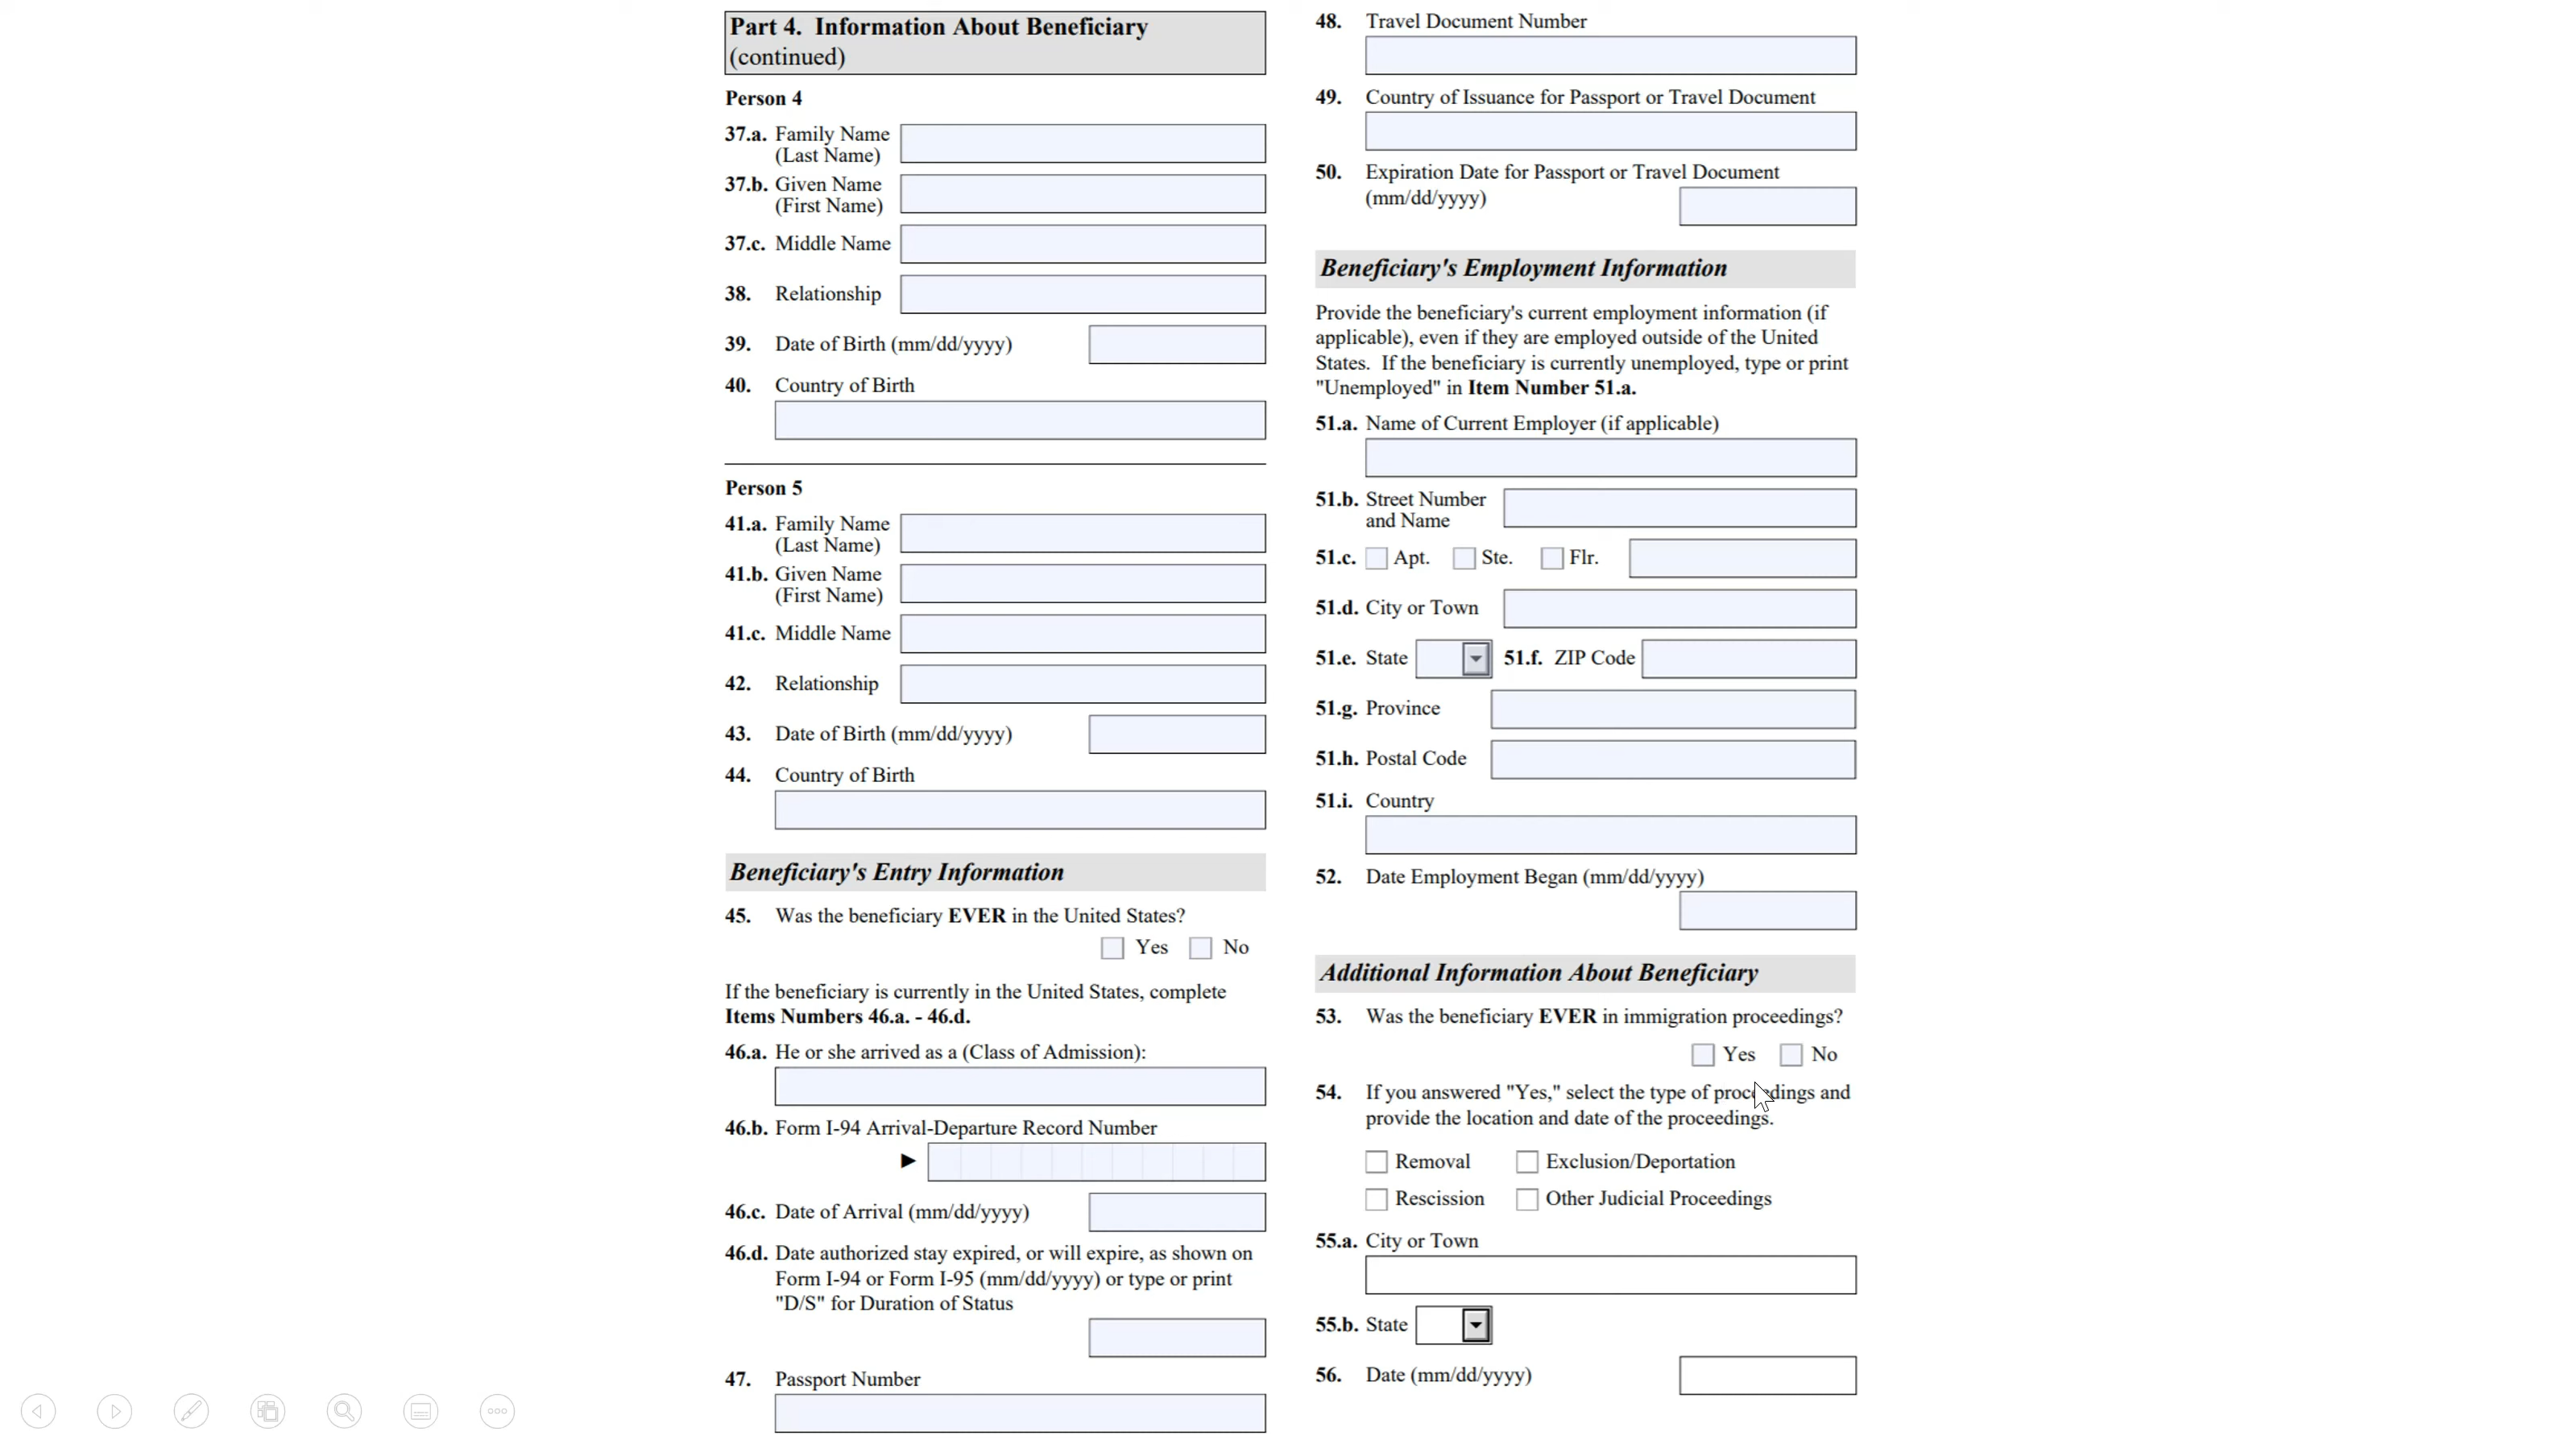 Part 4.  Information About Beneficiary
(continued)
Person 4
37.a. Family Name
(Last Name)
37.b. Given Name
(First Name)
37.c. Middle Name
38. Relationship
39. Date of Birth (mm/dd/yyyy)
40. Country of Birth
Person 5
41.a. Family Name
(Last Name)
41.b. Given Name
(First Name)
41.c. Middle Name
42. Relationship
43. Date of Birth (mm/dd/yyyy)
44. Country of Birth
Beneficiary's Entry Information
45. Was the beneficiary EVER in the United States?
Yes No
If the beneficiary is currently in the United States, complete
Items Numbers 46.a. - 46.d.
46.a. He or she arrived as a (Class of Admission):
46.b. Form I-94 Arrival-Departure Record Number
46.c. Date of Arrival (mm/dd/yyyy)
46.d. Date authorized stay expired, or will expire, as shown on
Form I-94 or Form I-95 (mm/dd/yyyy) or type or print
"D/S" for Duration of Status
47. Passport Number
48. Travel Document Number
49. Country of Issuance for Passport or Travel Document
50. Expiration Date for Passport or Travel Document
(mm/dd/yyyy)
Beneficiary's Employment Information
Provide the beneficiary's current employment information (if
applicable), even if they are employed outside of the United
States.  If the beneficiary is currently unemployed, type or print
"Unemployed" in Item Number 51.a.
51.a. Name of Current Employer (if applicable)
51.b. Street Number
and Name
51.c. Apt. Ste. Flr.
51.d. City or Town
51.e. State 51.f. ZIP Code
51.g. Province
51.h. Postal Code
51.i. Country
52. Date Employment Began (mm/dd/yyyy)
Additional Information About Beneficiary
53. Was the beneficiary EVER in immigration proceedings?
Yes No
54. If you answered "Yes," select the type of proceedings and
provide the location and date of the proceedings.
Removal Exclusion/Deportation
Rescission Other Judicial Proceedings
55.a. City or Town
55.b. State
56. Date (mm/dd/yyyy)